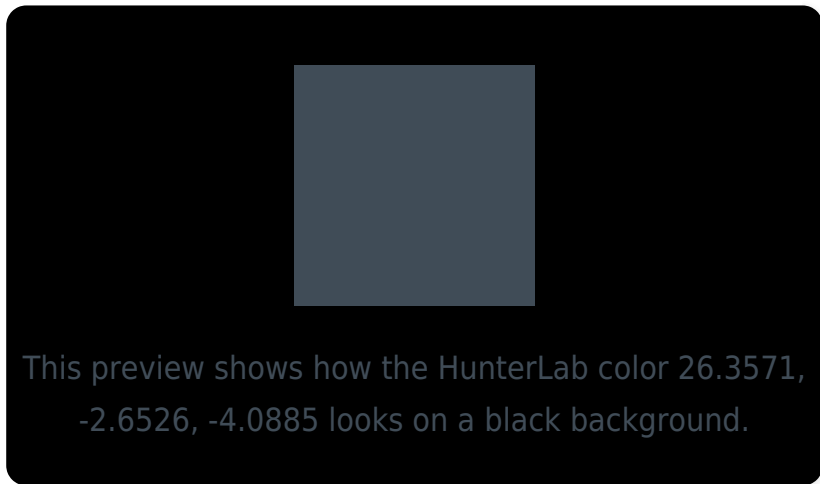 This preview shows how the HunterLab color 26.3571,
-2.6526, -4.0885 looks on a black background.